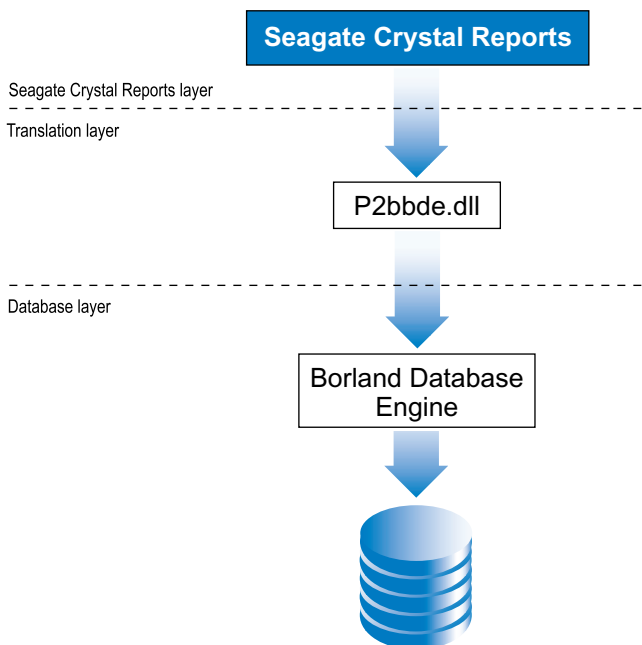 Seagate Crystal Reports
Seagate Crystal Reports layer
Translation layer
P2bbde.dll
Database layer
Borland Database
Engine